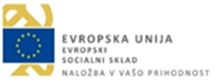 EVROPSKA UNIJA
EVROPSKI
SOCIALNI SKLAD
NALOŽBA V VAŠO PRIHODNOST